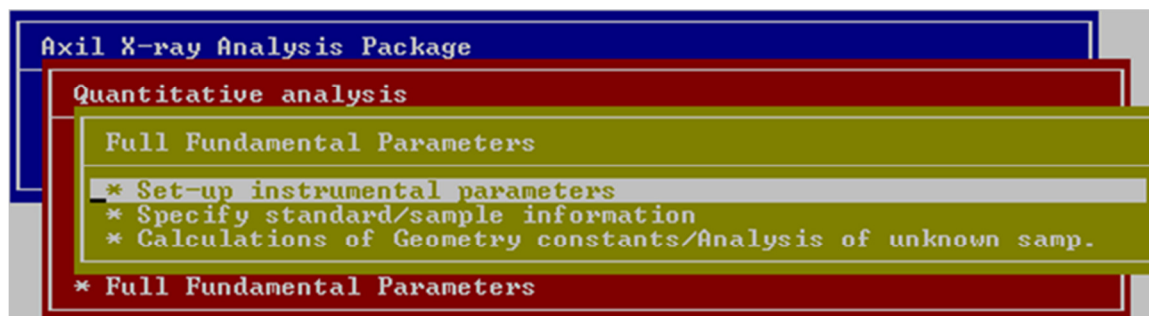 Axil X-ray Analysis Package
Quantitative analysis
Full Fundamental Parameters
* Set-up instrumental parameters
* Specify standard/sample information
* Calculations of Geometry constants/Analysis of unknown samp.
* Full Fundamental Parameters